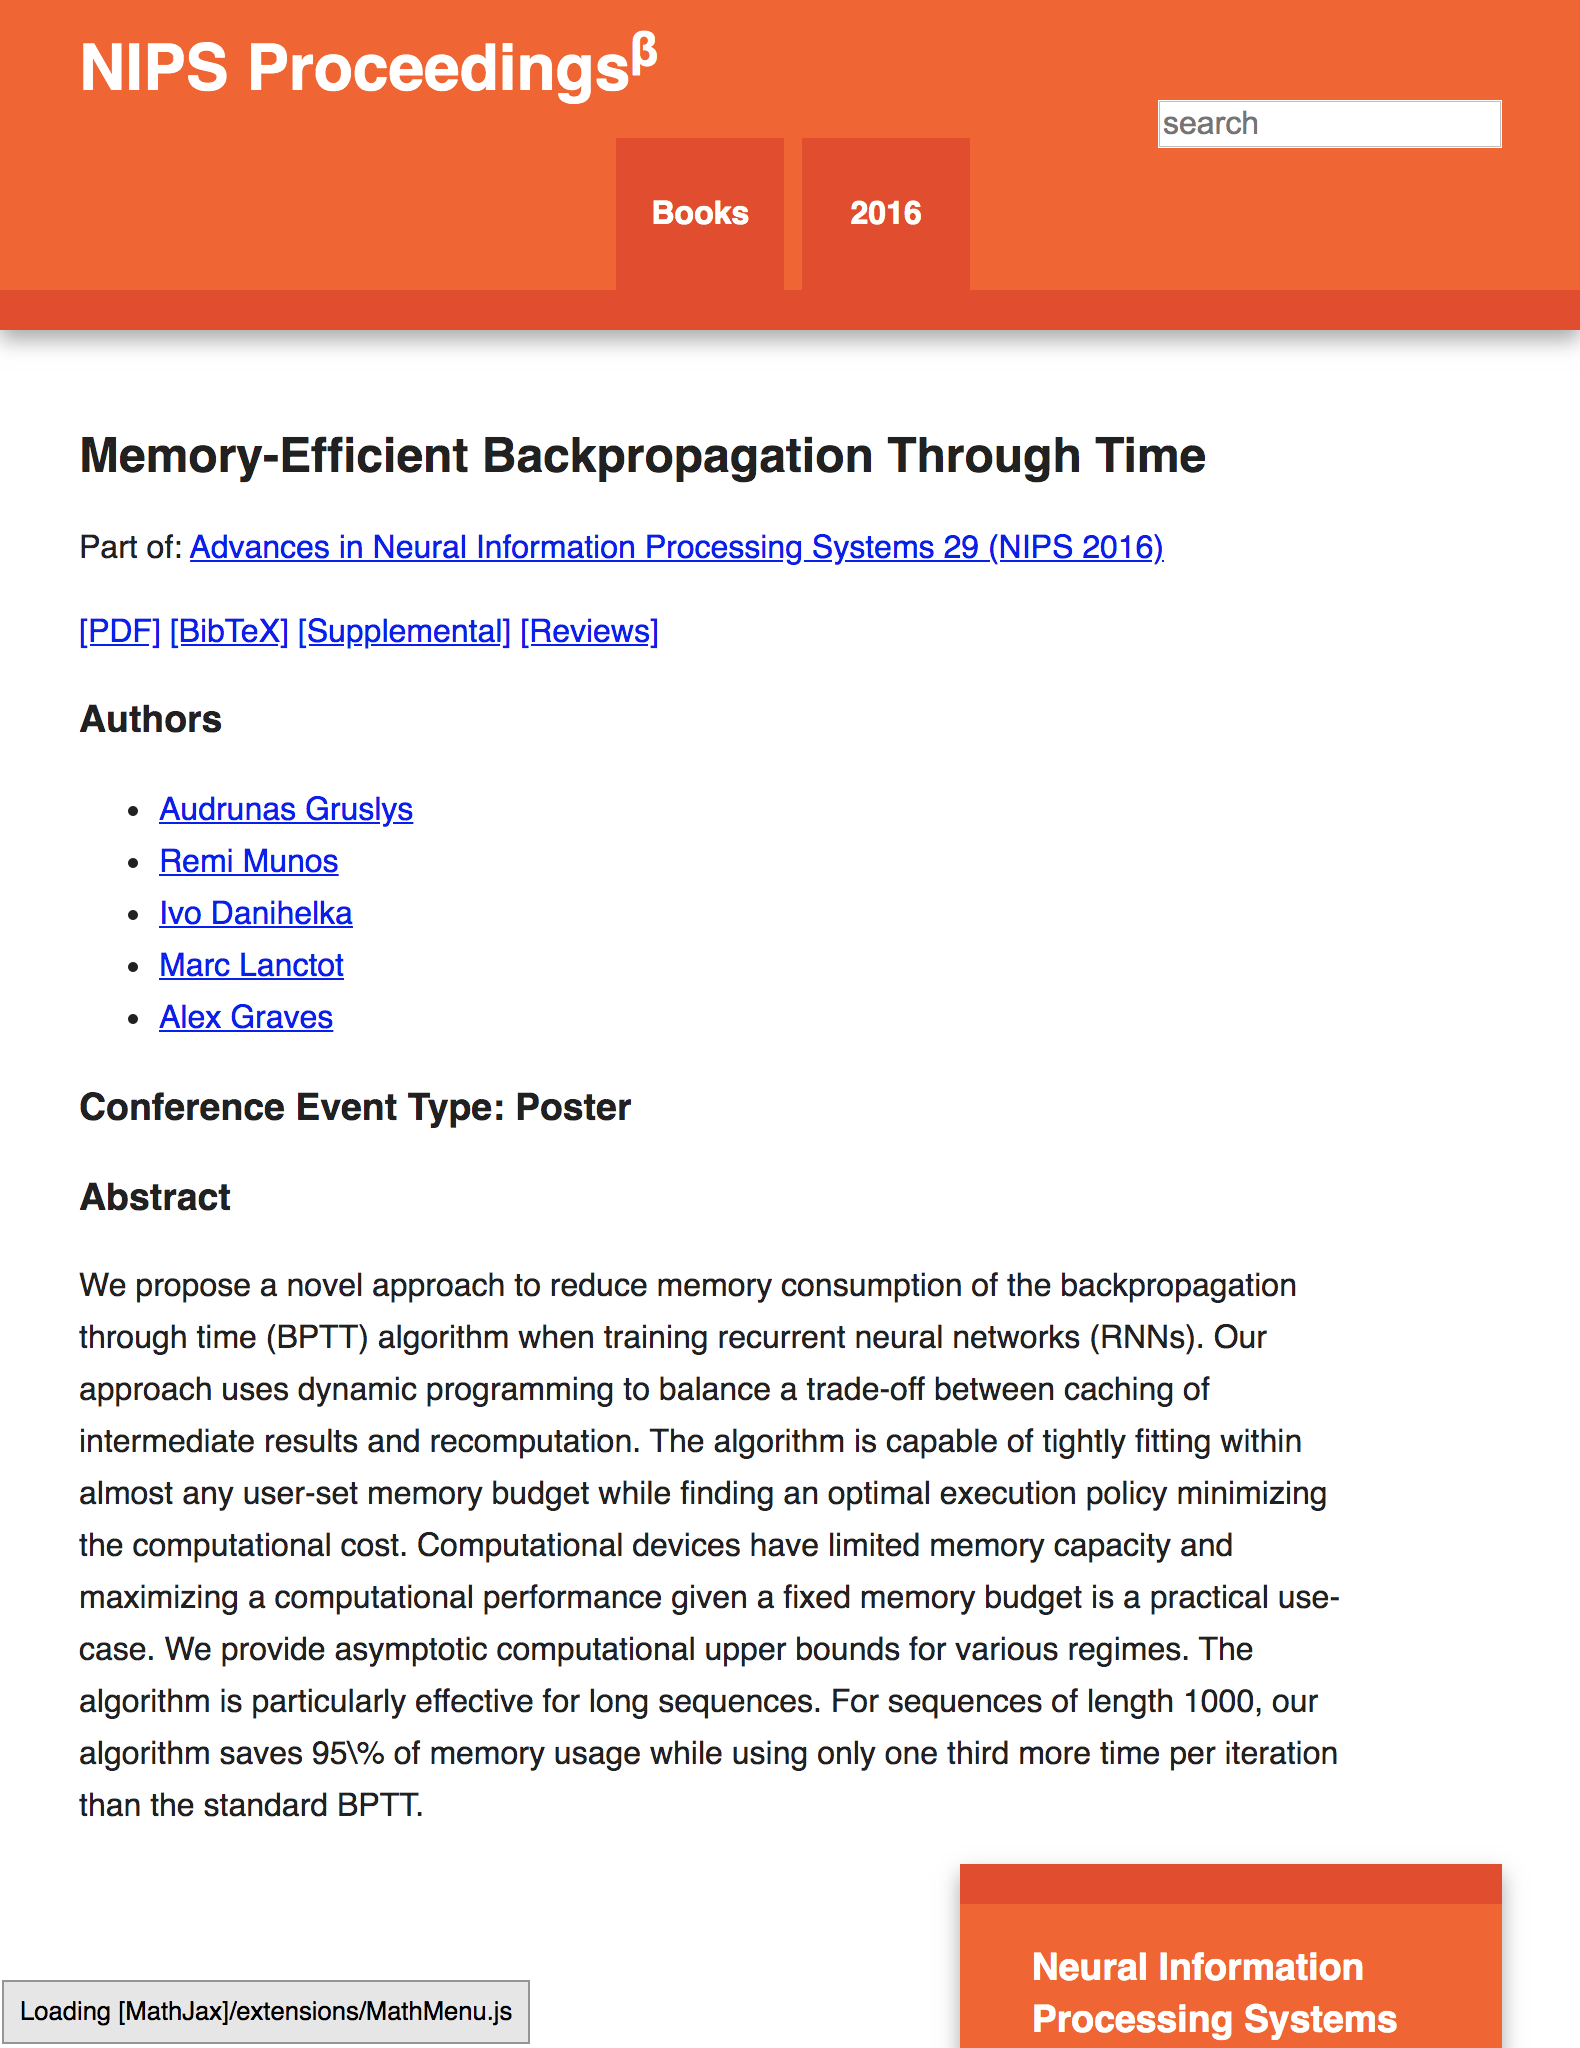 NIPS Proceedingsβ
search
Books 2016
Memory-Efficient Backpropagation Through Time
Part of: Advances in Neural Information Processing Systems 29 (NIPS 2016)
[PDF] [BibTeX] [Supplemental] [Reviews]
Authors
• Audrunas Gruslys
• Remi Munos
• Ivo Danihelka
• Marc Lanctot
• Alex Graves
Conference Event Type: Poster
Abstract
We propose a novel approach to reduce memory consumption of the backpropagation
through time (BPTT) algorithm when training recurrent neural networks (RNNs). Our
approach uses dynamic programming to balance a trade-off between caching of
intermediate results and recomputation. The algorithm is capable of tightly fitting within
almost any user-set memory budget while finding an optimal execution policy minimizing
the computational cost. Computational devices have limited memory capacity and
maximizing a computational performance given a fixed memory budget is a practical use-
case. We provide asymptotic computational upper bounds for various regimes. The
algorithm is particularly effective for long sequences. For sequences of length 1000, our
algorithm saves 95\% of memory usage while using only one third more time per iteration
than the standard BPTT.
Neural Information
Processing Systems
Loading [MathJax]/extensions/MathMenu.js